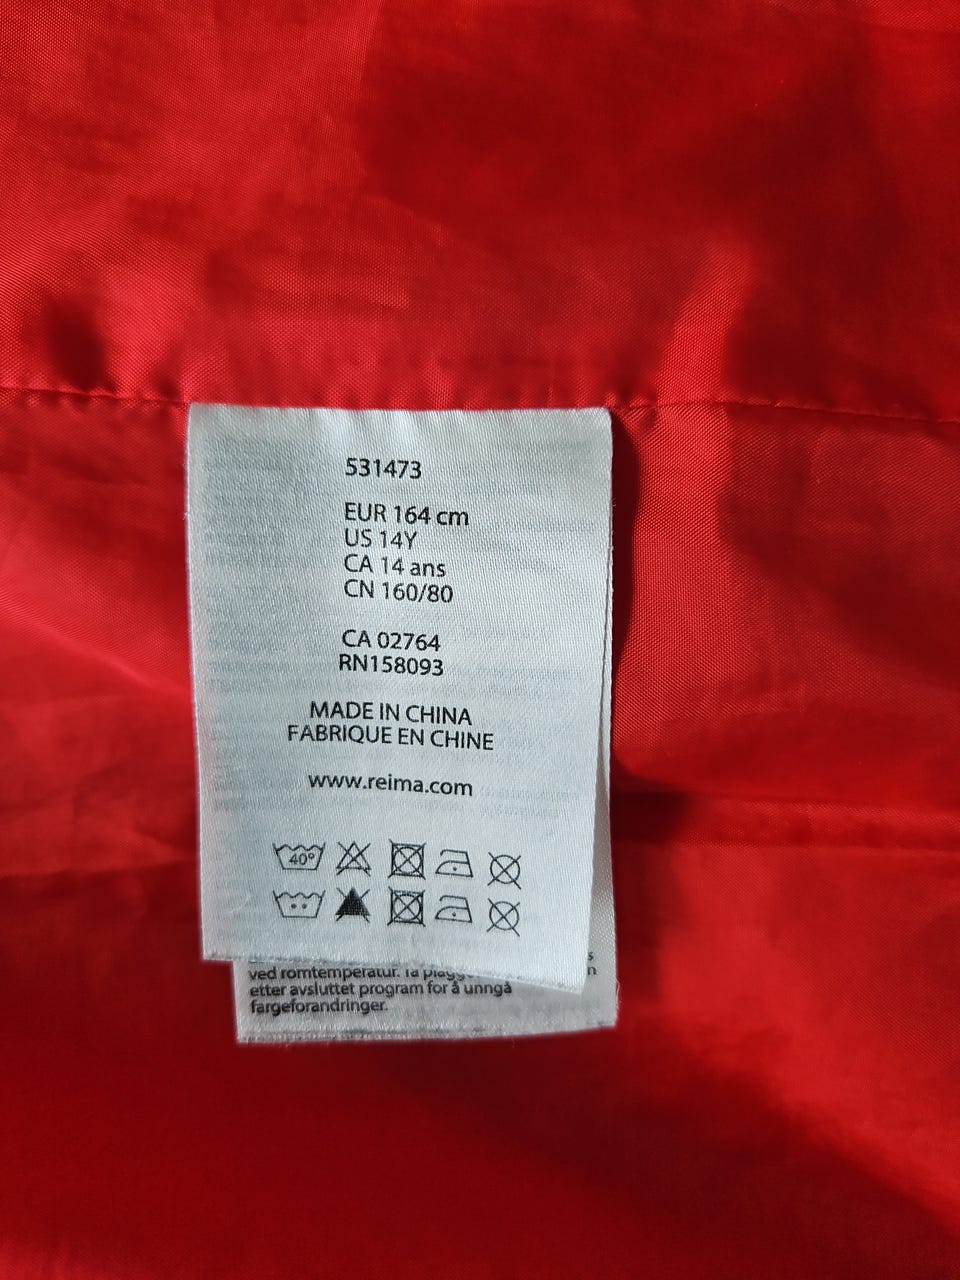 531473
EUR 164 cm
US 14Y
CA 14 ans
CN 160/80
CA 02764
RN158093
MADE IN CHINA
FABRIQUE EN CHINE
www.reima.com
40°
ved romtemperatur. Ta
etter avsluttet program for å unngå
fargeforandringer.